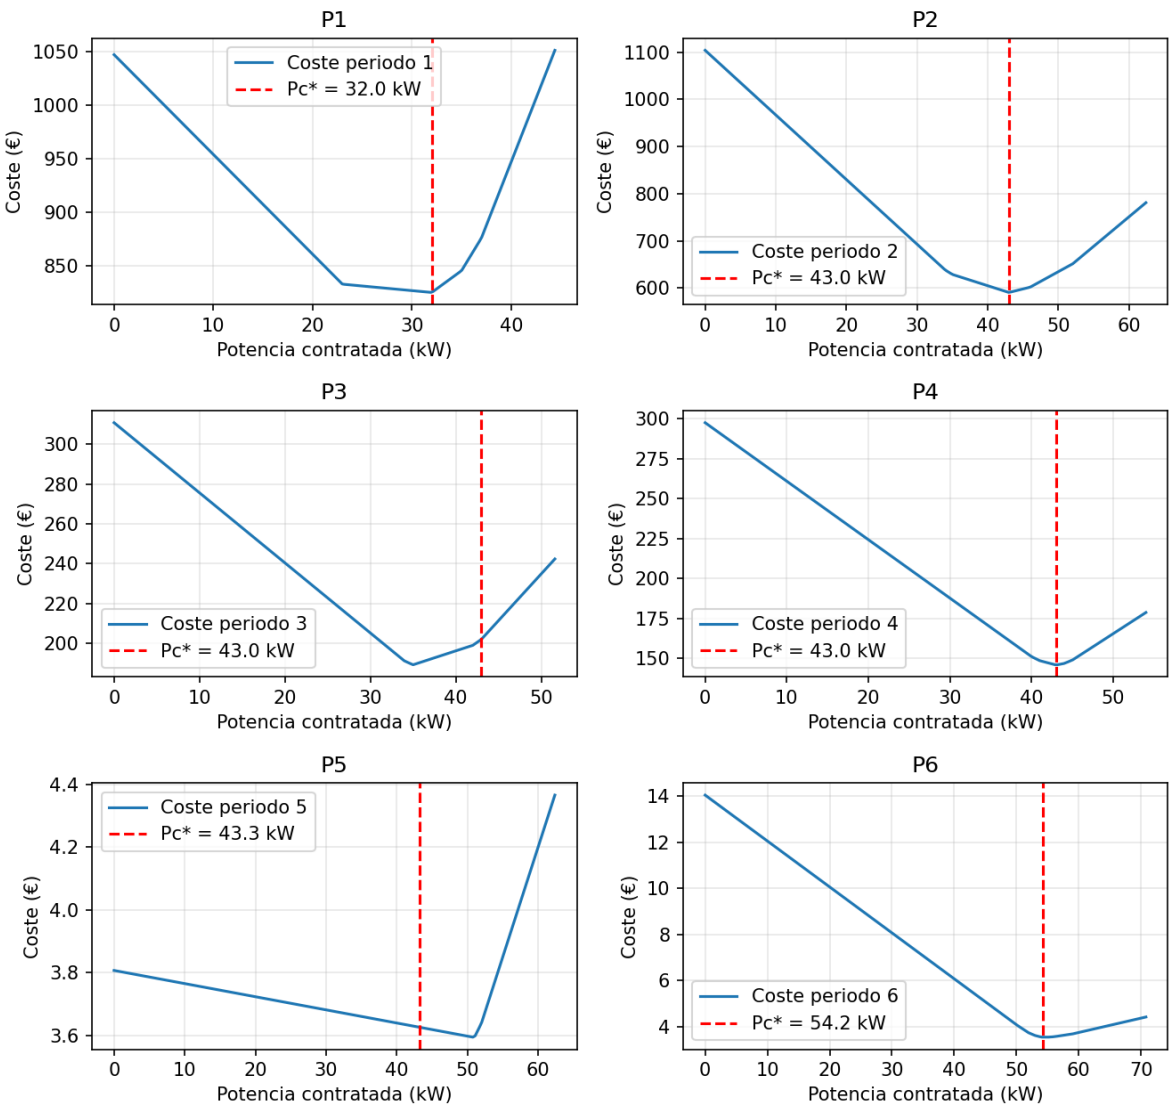 P1
1050
1000
950
900
850
Coste (€)
Coste periodo 1
Pc* = 32.0 kW
0 10 20 30 40
Potencia contratada (kW)
P2
1100
1000
900
800
700
600
Coste (€)
Coste periodo 2
Pc* = 43.0 kW
0 10 20 30 40 50 60
Potencia contratada (kW)
P3
300
280
260
240
220
200
Coste (€)
Coste periodo 3
Pc* = 43.0 kW
0 10 20 30 40 50
Potencia contratada (kW)
P4
300
275
250
225
200
175
150
Coste (€)
Coste periodo 4
Pc* = 43.0 kW
0 10 20 30 40 50
Potencia contratada (kW)
P5
4.4
4.2
4.0
3.8
3.6
Coste (€)
Coste periodo 5
Pc* = 43.3 kW
0 10 20 30 40 50 60
Potencia contratada (kW)
P6
14
12
10
8
6
4
Coste (€)
Coste periodo 6
Pc* = 54.2 kW
0 10 20 30 40 50 60 70
Potencia contratada (kW)